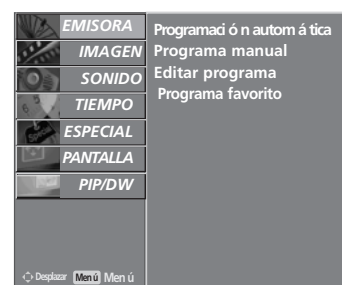 EMISORA
IMAGEN
SONIDO
TIEMPO
ESPECIAL
PANTALLA
PIP/DW
Programaci ó n autom á tica
Programa manual
Editar programa
Programa favorito
Desplazar Menú Menú